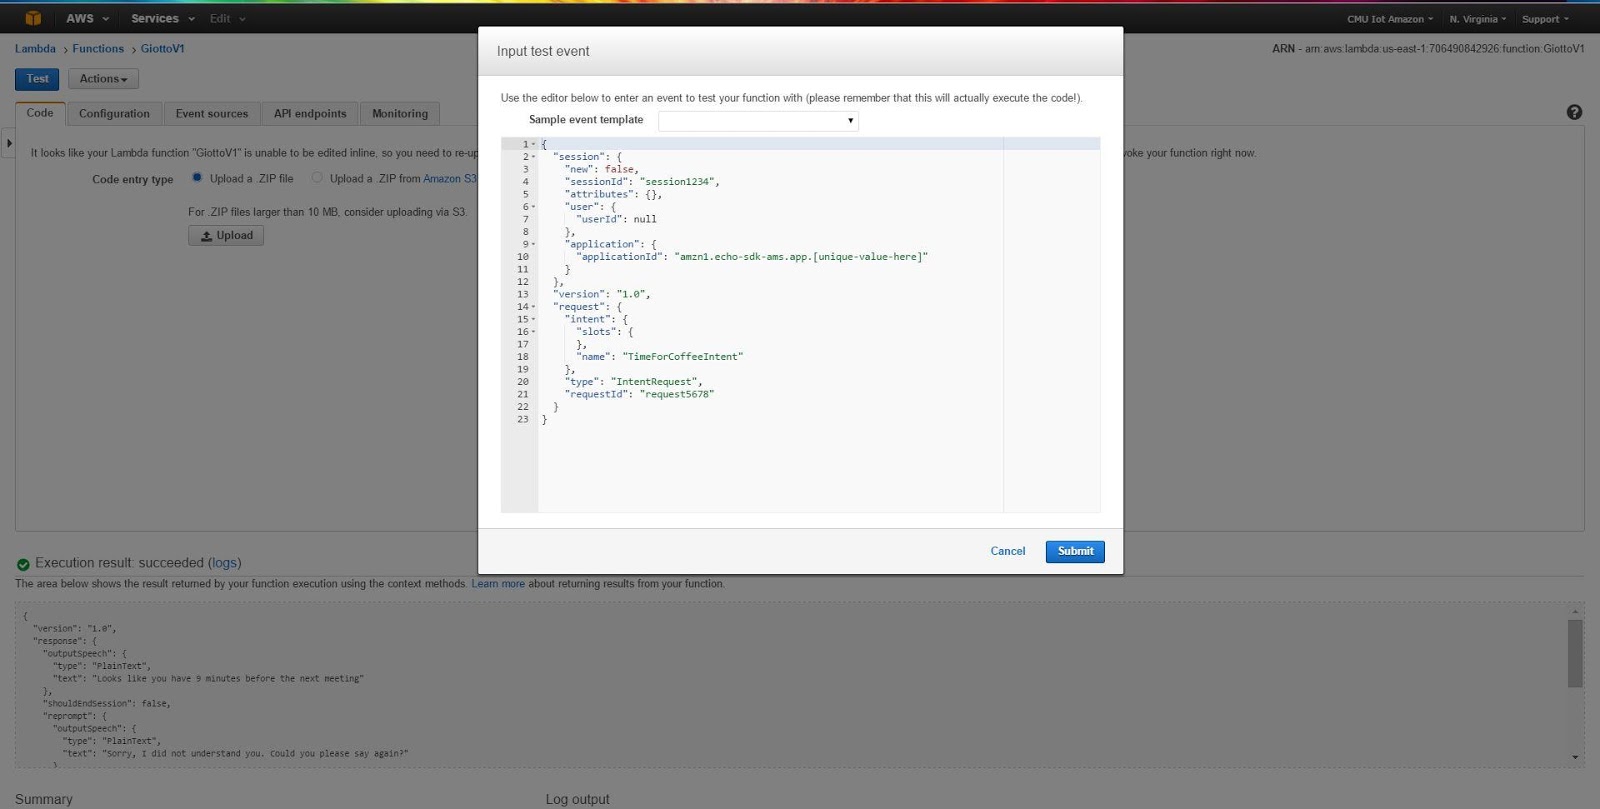 AWS Services Edit CMU Iot Amazon N. Virginia Support
Lambda > Functions > GiottoV1
ARN - arn:aws:lambda:us-east-1:706490842926:function:GiottoV1
Test Actions
Code Configuration Event sources API endpoints Monitoring
It looks like your Lambda function "GiottoV1" is unable to be edited inline, so you need to re-up
voke your function right now.
Code entry type Upload a .ZIP file Upload a .ZIP from Amazon S3
For .ZIP files larger than 10 MB, consider uploading via S3.
Upload
Input test event
Use the editor below to enter an event to test your function with (please remember that this will actually execute the code!).
Sample event template
1 {
2 "session": {
3 "new": false,
4 "sessionId": "session1234",
5 "attributes": {},
6 "user": {
7 "userId": null
8 },
9 "application": {
10 "applicationId": "amzn1.echo-sdk-ams.app.[unique-value-here]"
11 }
12 },
13 "version": "1.0",
14 "request": {
15 "intent": {
16 "slots": {
17 },
18 "name": "TimeForCoffeeIntent"
19 },
20 "type": "IntentRequest",
21 "requestId": "request5678"
22 }
23 }
Cancel Submit
Execution result: succeeded (logs)
The area below shows the result returned by your function execution using the context methods. Learn more about returning results from your function.
{
"version": "1.0",
"response": {
"outputSpeech": {
"type": "PlainText",
"text": "Looks like you have 9 minutes before the next meeting"
},
"shouldEndSession": false,
"reprompt": {
"outputSpeech": {
"type": "PlainText",
"text": "Sorry, I did not understand you. Could you please say again?"
}
Summary Log output